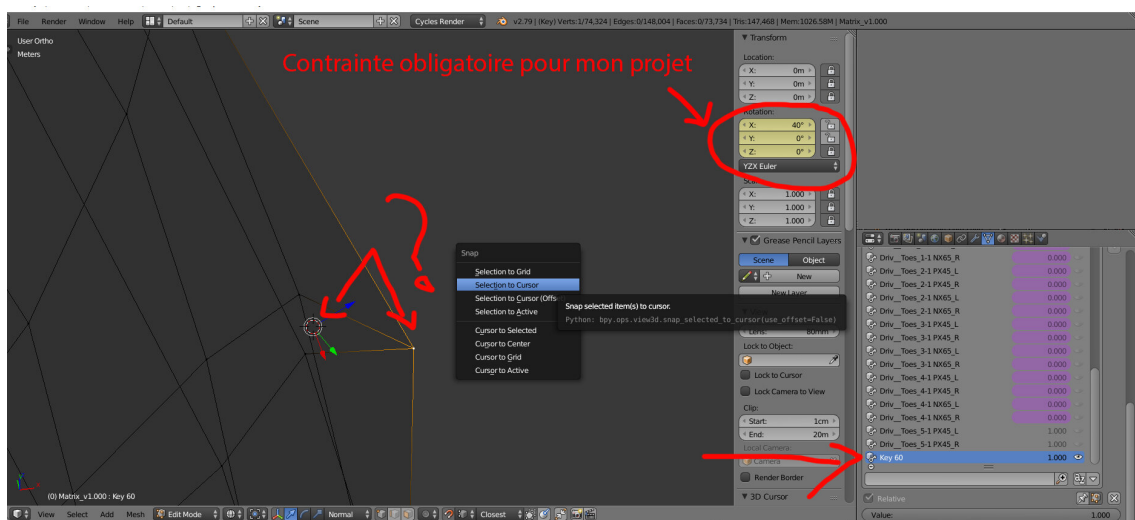 File Render Window Help Default Scene Cycles Render v2.79 | (Key) Verts:1/74,324 | Edges:0/148,004 | Faces:0/73,734 | Tris:147,468 | Mem:1026.58M | Matrix_v1.000
User Ortho
Meters
Contrainte obligatoire pour mon projet
?
Transform
Location:
X: 0m
Y: 0m
Z: 0m
Rotation:
X: 40°
Y: 0°
Z: 0°
YZX Euler
X: 1.000
Y: 1.000
Z: 1.000
Grease Pencil Layers
Scene Object
New
New Layer
Lens: 80mm
Lock to Object:
Lock to Cursor
Lock Camera to View
Clip:
Start: 1cm
End: 20m
Local Camera:
Camera
Render Border
3D Cursor
Snap
Selection to Grid
Selection to Cursor
Selection to Cursor (Offse
Selection to Active
Cursor to Selected
Cursor to Center
Cursor to Grid
Cursor to Active
Snap selected item(s) to cursor.
Python: bpy.ops.view3d.snap_selected_to_cursor(use_offset=False)
Driv__Toes_1-1 NX65_R 0.000
Driv__Toes_2-1 PX45_L 0.000
Driv__Toes_2-1 PX45_R 0.000
Driv__Toes_2-1 NX65_L 0.000
Driv__Toes_2-1 NX65_R 0.000
Driv__Toes_3-1 PX45_L 0.000
Driv__Toes_3-1 PX45_R 0.000
Driv__Toes_3-1 NX65_L 0.000
Driv__Toes_3-1 NX65_R 0.000
Driv__Toes_4-1 PX45_L 0.000
Driv__Toes_4-1 PX45_R 0.000
Driv__Toes_4-1 NX65_L 0.000
Driv__Toes_4-1 NX65_R 0.000
Driv__Toes_5-1 PX45_L 1.000
Driv__Toes_5-1 PX45_R 1.000
Key 60 1.000
Relative
Value: 1.000
(0) Matrix_v1.000 : Key 60
View Select Add Mesh Edit Mode Normal Closest